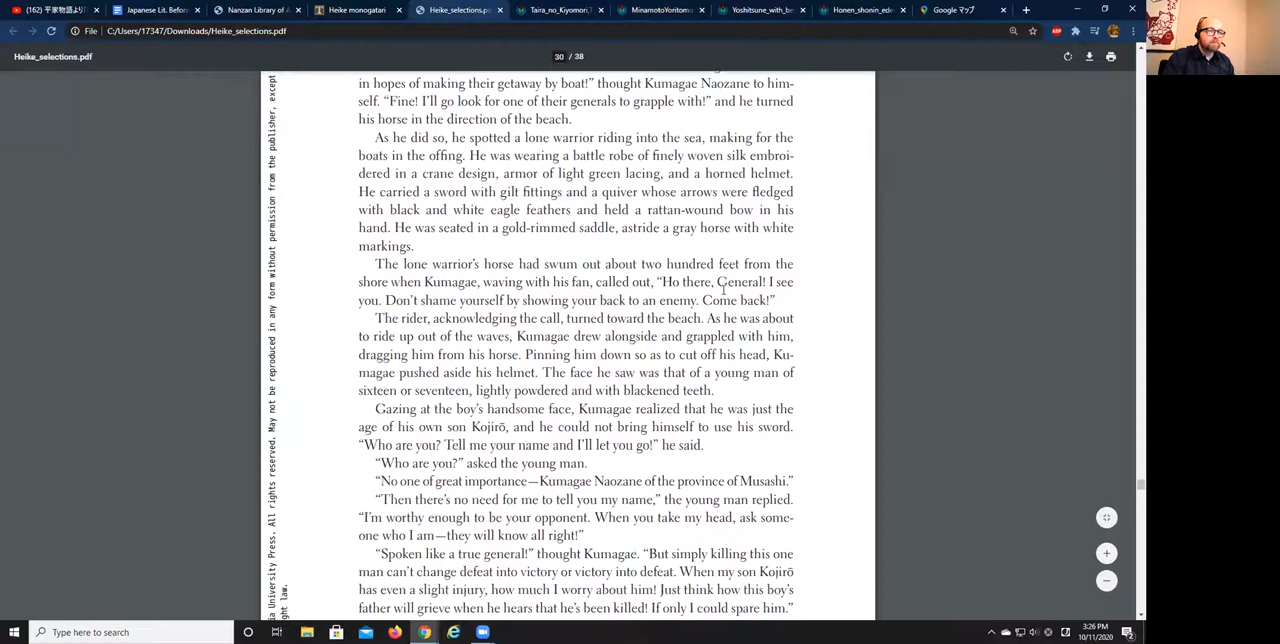 (162) 平家物語より『
Japanese Lit. Before
Nanzan Library of A
Heike monogatari
Heike_selections.pd
Taira_no_Kiyomori,T
MinamotoYoritomo
Yoshitsune_with_be
Honen_shonin_ede
Google マップ
File | C:/Users/17347/Downloads/Heike_selections.pdf
ABP
Heike_selections.pdf
30 / 38
in hopes of making their getaway by boat!” thought Kumagae Naozane to him-
self. “Fine! I’ll go look for one of their generals to grapple with!” and he turned
his horse in the direction of the beach.
As he did so, he spotted a lone warrior riding into the sea, making for the
boats in the offing. He was wearing a battle robe of finely woven silk embroi-
dered in a crane design, armor of light green lacing, and a horned helmet.
He carried a sword with gilt fittings and a quiver whose arrows were fledged
with black and white eagle feathers and held a rattan-wound bow in his
hand. He was seated in a gold-rimmed saddle, astride a gray horse with white
markings.
The lone warrior’s horse had swum out about two hundred feet from the
shore when Kumagae, waving with his fan, called out, “Ho there, General! I see
you. Don’t shame yourself by showing your back to an enemy. Come back!”
The rider, acknowledging the call, turned toward the beach. As he was about
to ride up out of the waves, Kumagae drew alongside and grappled with him,
dragging him from his horse. Pinning him down so as to cut off his head, Ku-
magae pushed aside his helmet. The face he saw was that of a young man of
sixteen or seventeen, lightly powdered and with blackened teeth.
Gazing at the boy’s handsome face, Kumagae realized that he was just the
age of his own son Kojirō, and he could not bring himself to use his sword.
“Who are you? Tell me your name and I’ll let you go!” he said.
“Who are you?” asked the young man.
“No one of great importance—Kumagae Naozane of the province of Musashi.”
“Then there’s no need for me to tell you my name,” the young man replied.
“I’m worthy enough to be your opponent. When you take my head, ask some-
one who I am—they will know all right!”
“Spoken like a true general!” thought Kumagae. “But simply killing this one
man can’t change defeat into victory or victory into defeat. When my son Kojirō
has even a slight injury, how much I worry about him! Just think how this boy’s
father will grieve when he hears that he’s been killed! If only I could spare him.”
ia University Press. All rights reserved. May not be reproduced in any form without permission from the publisher, except
ght law.
Type here to search
3:26 PM
10/11/2020
2